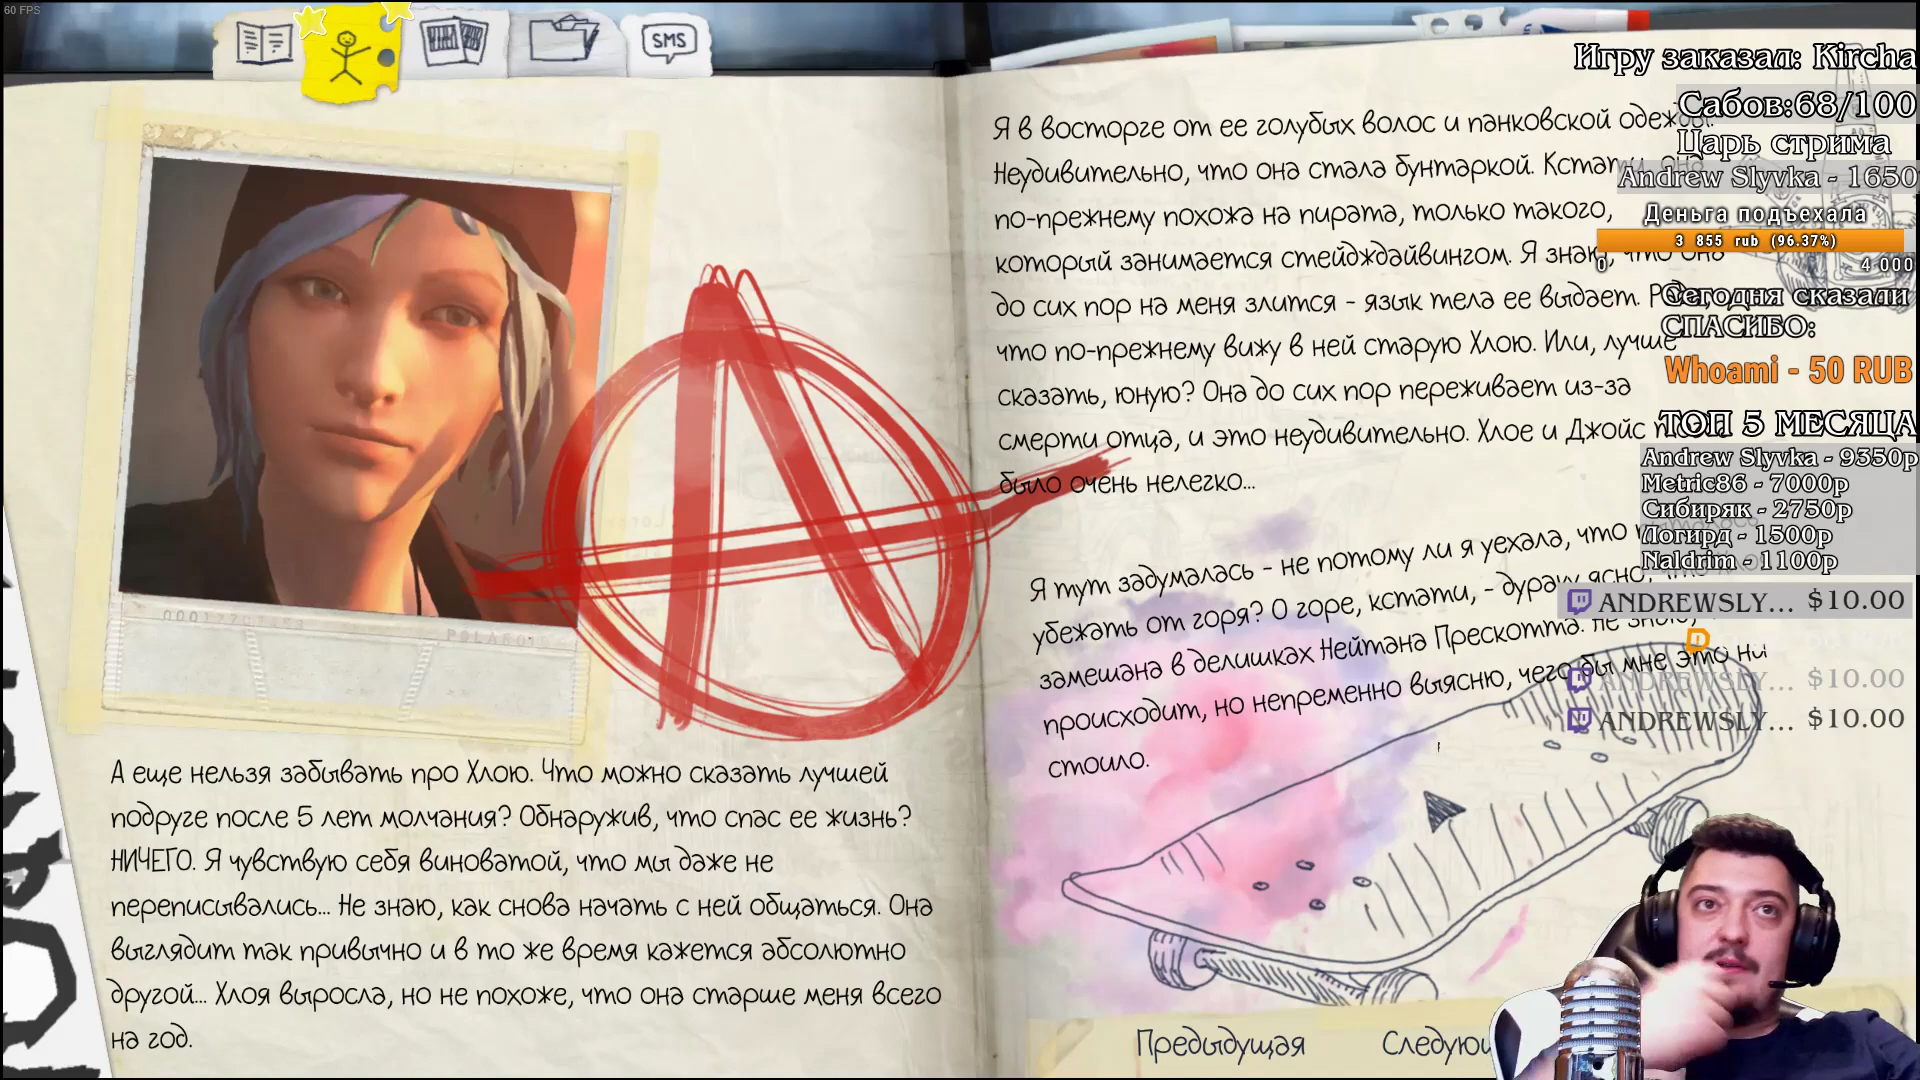 60 FPS
SMS
А еще нельзя забывать про Хлою. Что можно сказать лучшей
подруге после 5 лет молчания? Обнаружив, что спас ее жизнь?
НИЧЕГО. Я чувствую себя виноватой, что мы даже не
переписывались... Не знаю, как снова начать с ней общаться. Она
выглядит так привычно и в то же время кажется абсолютно
другой... Хлоя выросла, но не похоже, что она старше меня всего
на год.
Я в восторге от ее голубых волос и панковской одежды.
Неудивительно, что она стала бунтаркой. Кстати, она
по-прежнему похожа на пирата, только такого,
который занимается стейдждайвингом. Я знаю, что она
до сих пор на меня злится - язык тела ее выдает.
что по-прежнему вижу в ней старую Хлою. Или, лучше
сказать, юную? Она до сих пор переживает из-за
смерти отца, и это неудивительно. Хлое и Джойс
было очень нелегко...
Я тут задумалась - не потому ли я уехала, что
убежать от горя? О горе, кстати, - дураку ясно, что
замешана в делишках Нейтана Прескотта. Не знаю,
происходит, но непременно выясню, чего бы мне это ни
стоило.
Предыдущая
Следую
Игру заказал: Kircha
Сабов:68/100
Царь стрима
Andrew Slyvka - 1650
Деньга подъехала
3 855 rub (96.37%)
0
4 000
Сегодня сказали
СПАСИБО:
Whoami - 50 RUB
ТОП 5 МЕСЯЦА
Andrew Slyvka - 9350р
Metric86 - 7000р
Сибиряк - 2750р
Логирд - 1500р
Naldrim - 1100р
ANDREWSLY... $10.00
ANDREWSLY... $10.00
ANDREWSLY... $10.00